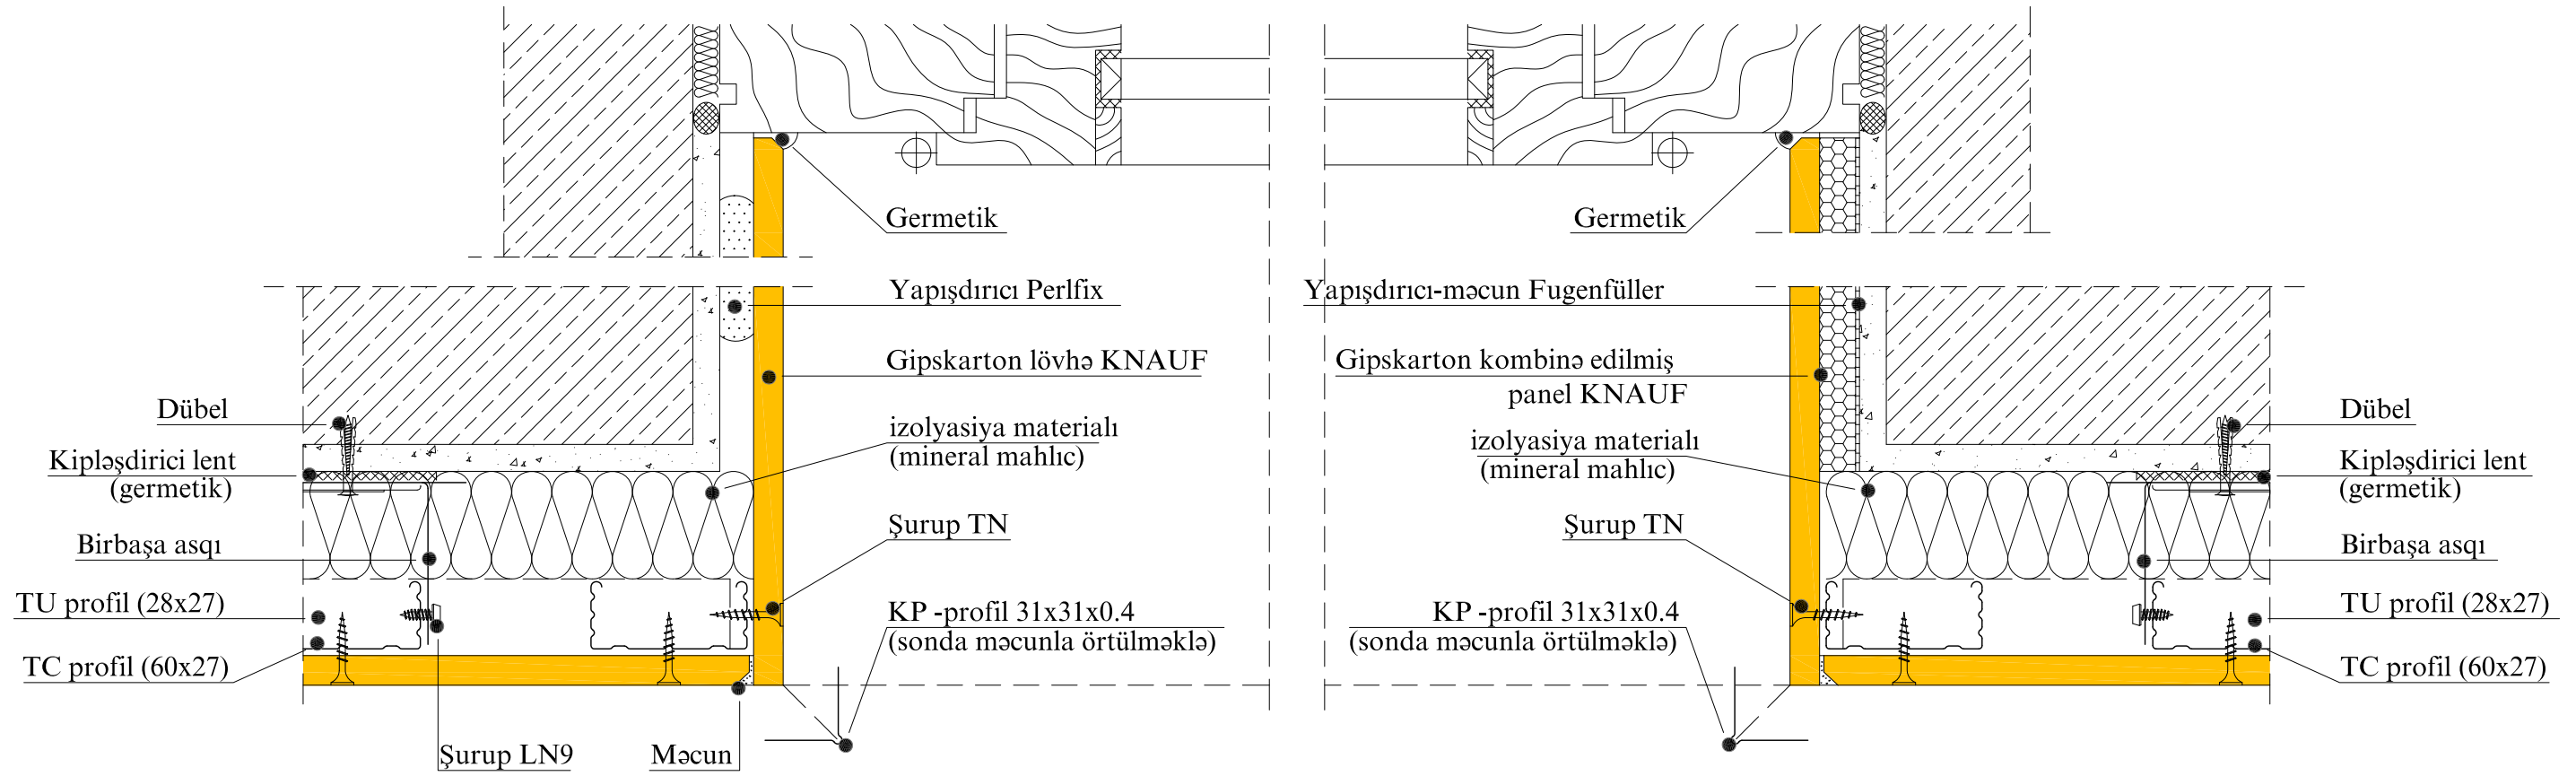 Germetik
Yapışdırıcı Perlfix
Gipskarton lövhə KNAUF
izolyasiya materialı
(mineral mahlıc)
Şurup TN
KP -profil 31x31x0.4
(sonda məcunla örtülməklə)
Dübel
Kipləşdirici lent
(germetik)
Birbaşa asqı
TU profil (28x27)
TC profil (60x27)
Şurup LN9
Məcun
Germetik
Yapışdırıcı-məcun Fugenfüller
Gipskarton kombinə edilmiş
panel KNAUF
izolyasiya materialı
(mineral mahlıc)
Şurup TN
KP -profil 31x31x0.4
(sonda məcunla örtülməklə)
Dübel
Kipləşdirici lent
(germetik)
Birbaşa asqı
TU profil (28x27)
TC profil (60x27)